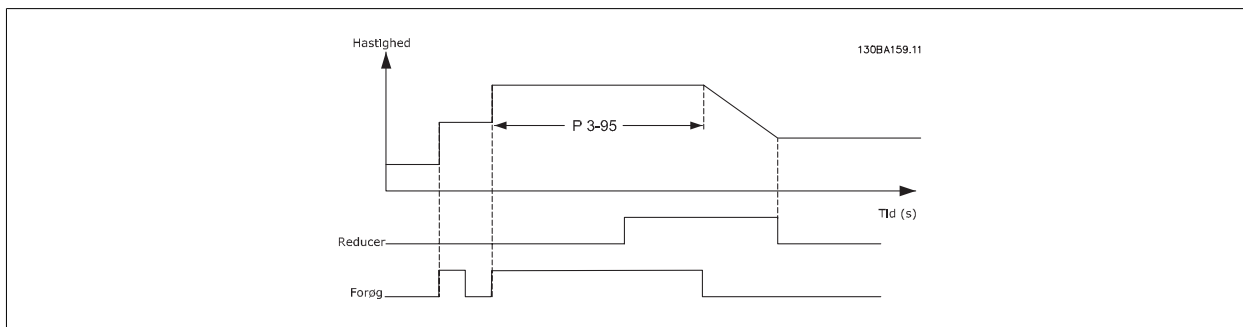 Hastighed
130BA159.11
P 3-95
Tid (s)
Reducer
Forøg